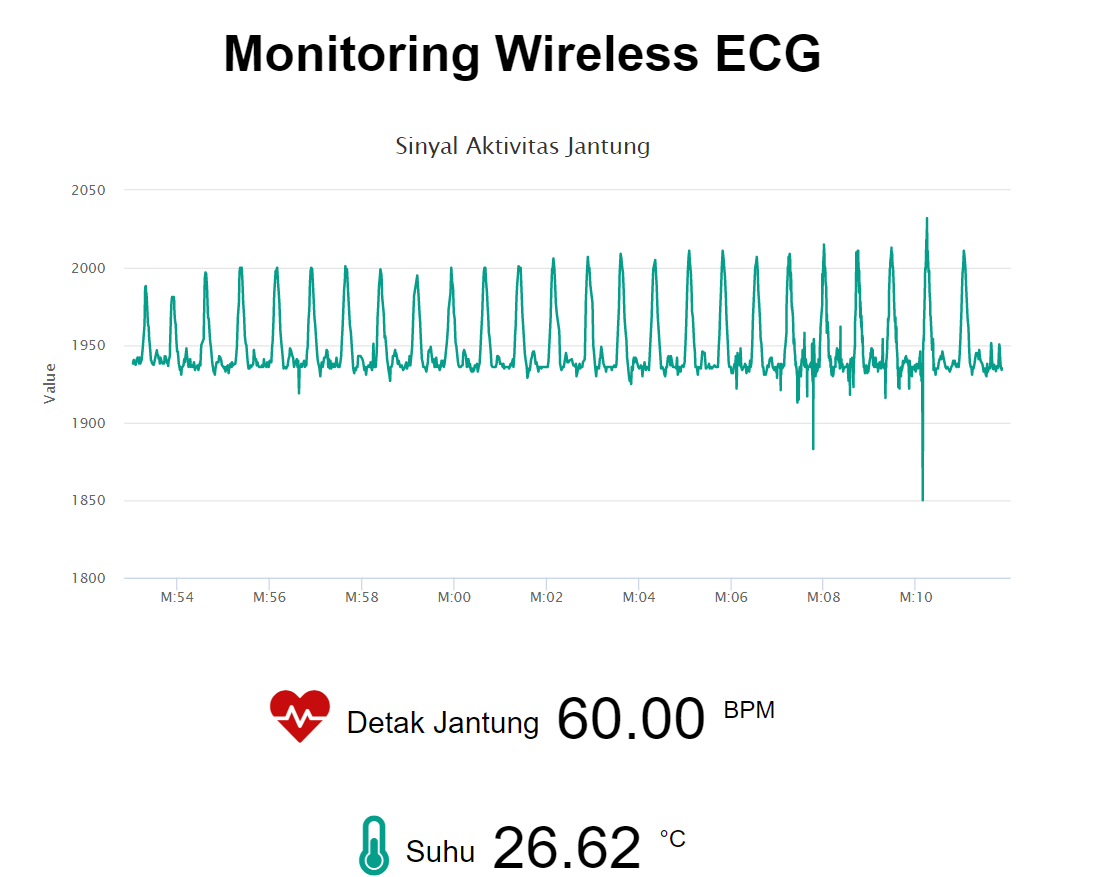 Monitoring Wireless ECG
Sinyal Aktivitas Jantung
Value
2050
2000
1950
1900
1850
1800
M:54 M:56 M:58 M:00 M:02 M:04 M:06 M:08 M:10
Detak Jantung 60.00 BPM
Suhu 26.62 °C